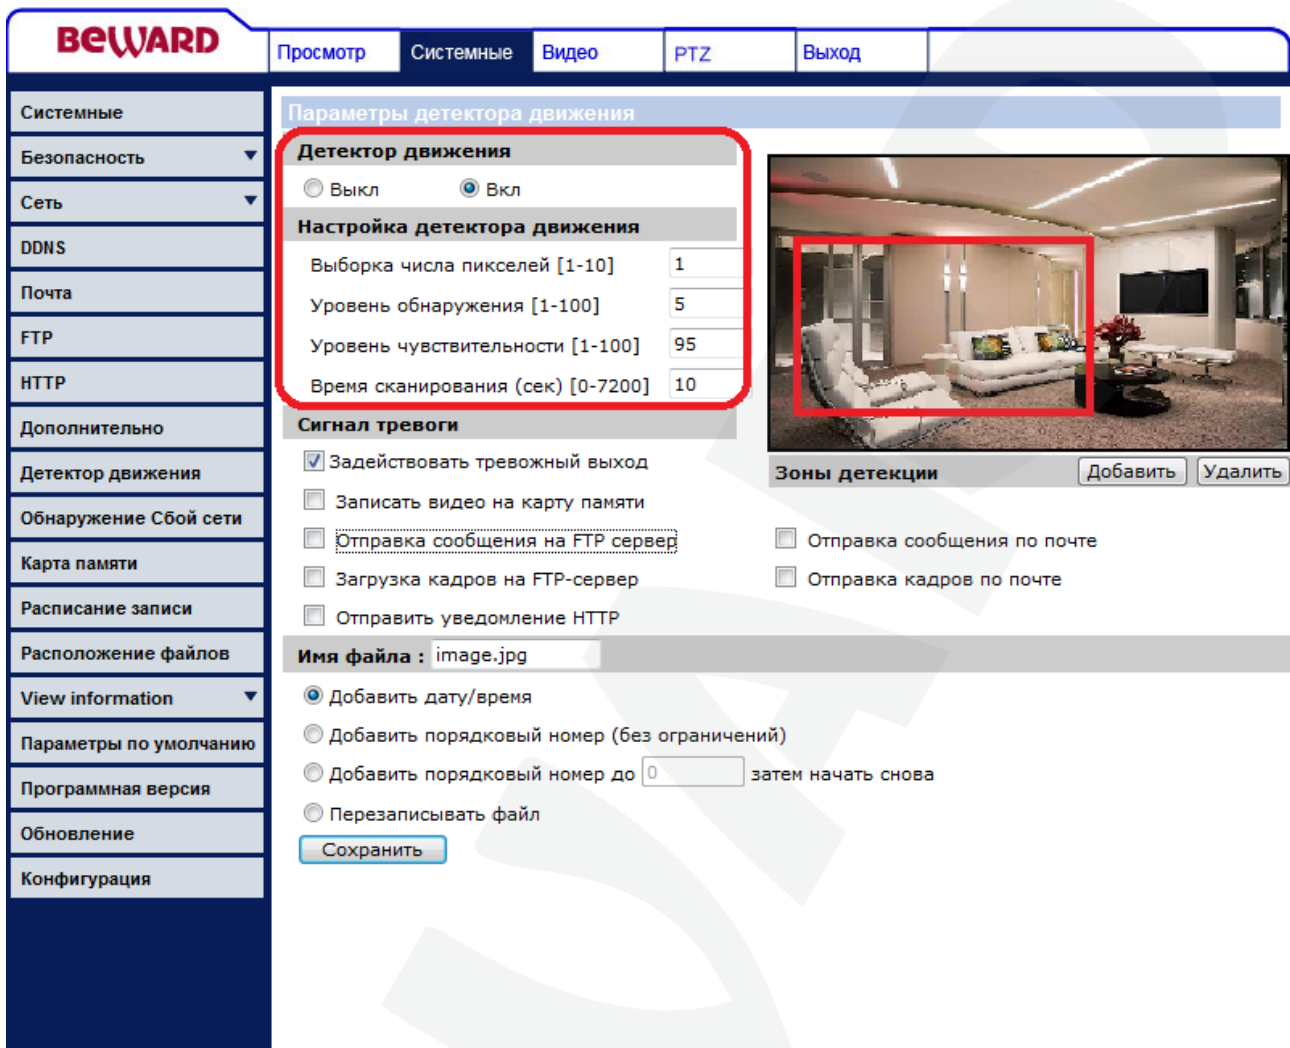 BEWARD
Просмотр Системные Видео PTZ Выход
Системные
Безопасность
Сеть
DDNS
Почта
FTP
HTTP
Дополнительно
Детектор движения
Обнаружение Сбой сети
Карта памяти
Расписание записи
Расположение файлов
View information
Параметры по умолчанию
Программная версия
Обновление
Конфигурация
Параметры детектора движения
Детектор движения
Выкл Вкл
Настройка детектора движения
Выборка числа пикселей [1-10] 1
Уровень обнаружения [1-100] 5
Уровень чувствительности [1-100] 95
Время сканирования (сек) [0-7200] 10
Сигнал тревоги
Зоны детекции Добавить Удалить
Задействовать тревожный выход
Записать видео на карту памяти
Отправка сообщения на FTP сервер Отправка сообщения по почте
Загрузка кадров на FTP-сервер Отправка кадров по почте
Отправить уведомление HTTP
Имя файла : image.jpg
Добавить дату/время
Добавить порядковый номер (без ограничений)
Добавить порядковый номер до 0 затем начать снова
Перезаписывать файл
Сохранить